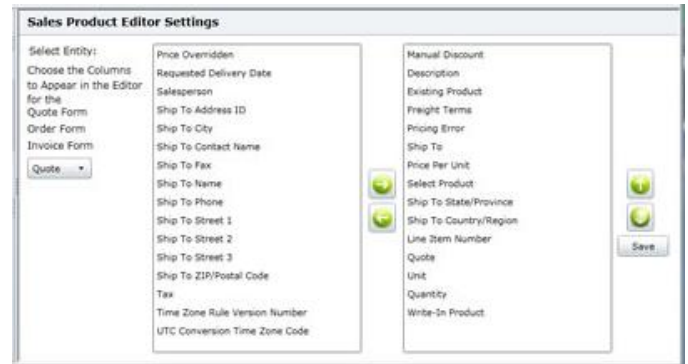 Sales Product Editor Settings
Select Entity:
Choose the Columns
to Appear in the Editor
for the
Quote Form
Order Form
Invoice Form
Quote
Price Overridden
Requested Delivery Date
Salesperson
Ship To Address ID
Ship To City
Ship To Contact Name
Ship To Fax
Ship To Name
Ship To Phone
Ship To Street 1
Ship To Street 2
Ship To Street 3
Ship To ZIP/Postal Code
Tax
Time Zone Rule Version Number
UTC Conversion Time Zone Code
Manual Discount
Description
Existing Product
Freight Terms
Pricing Error
Ship To
Price Per Unit
Select Product
Ship To State/Province
Ship To Country/Region
Line Item Number
Quote
Unit
Quantity
Write-In Product
Save